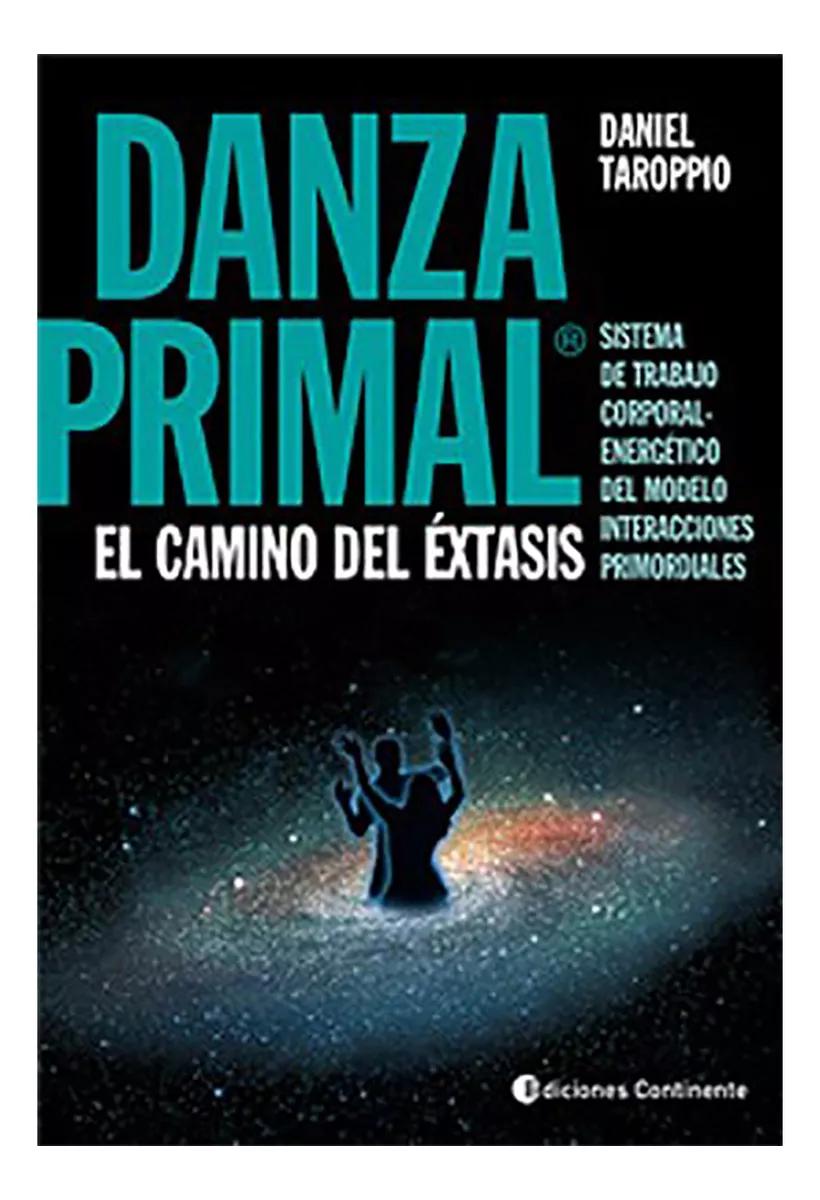 DANZA
PRIMAL®
EL CAMINO DEL ÉXTASIS
DANIEL
TAROPPIO
SISTEMA
DE TRABAJO
CORPORAL-
ENERGÉTICO
DEL MODELO
INTERACCIONES
PRIMORDIALES
Ediciones Continente